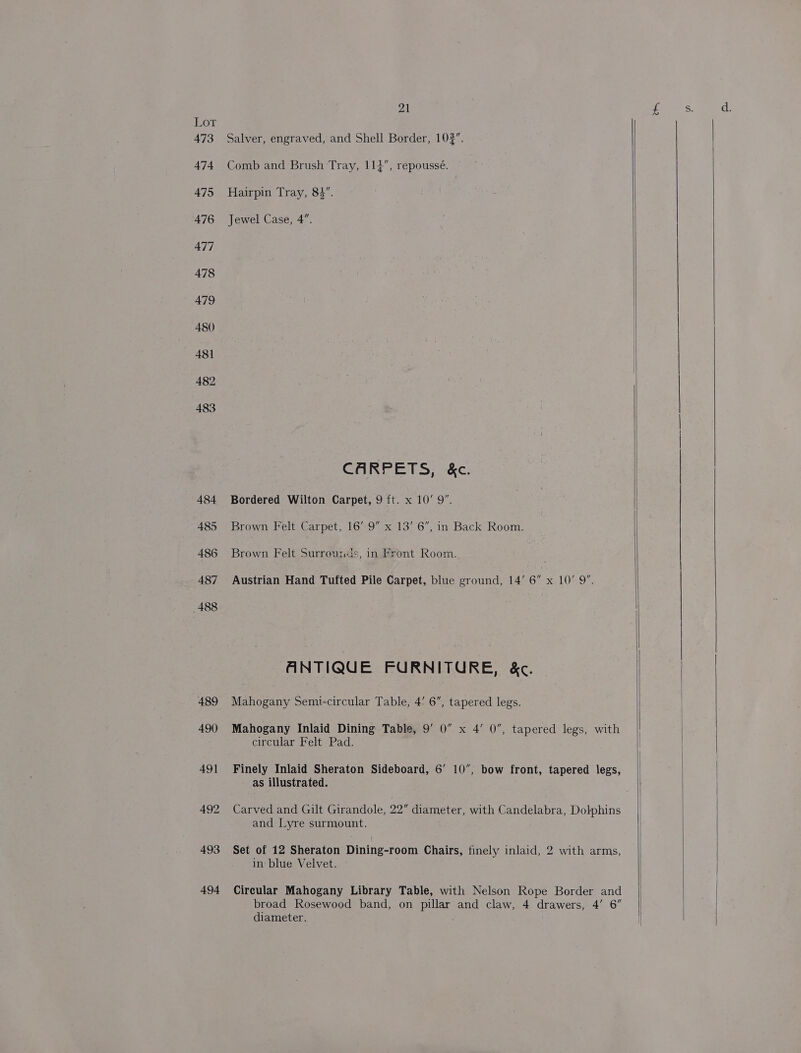 21
£ s. d.
Lot
473 Salver, engraved, and Shell Border, 10¾″.
474 Comb and Brush Tray, 11½″, repoussé.
475 Hairpin Tray, 8½″.
476 Jewel Case, 4″.
477
478
479
480
481
482
483
CARPETS, &c.
484 Bordered Wilton Carpet, 9 ft. x 10′ 9″.
485 Brown Felt Carpet, 16′ 9″ x 13′ 6″, in Back Room.
486 Brown Felt Surrounds, in Front Room.
487 Austrian Hand Tufted Pile Carpet, blue ground, 14′ 6″ x 10′ 9″.
488
ANTIQUE FURNITURE, &c.
489 Mahogany Semi-circular Table, 4′ 6″, tapered legs.
490 Mahogany Inlaid Dining Table, 9′ 0″ x 4′ 0″, tapered legs, with
circular Felt Pad.
491 Finely Inlaid Sheraton Sideboard, 6′ 10″, bow front, tapered legs,
as illustrated.
492 Carved and Gilt Girandole, 22″ diameter, with Candelabra, Dolphins
and Lyre surmount.
493 Set of 12 Sheraton Dining-room Chairs, finely inlaid, 2 with arms,
in blue Velvet.
494 Circular Mahogany Library Table, with Nelson Rope Border and
broad Rosewood band, on pillar and claw, 4 drawers, 4′ 6″
diameter.